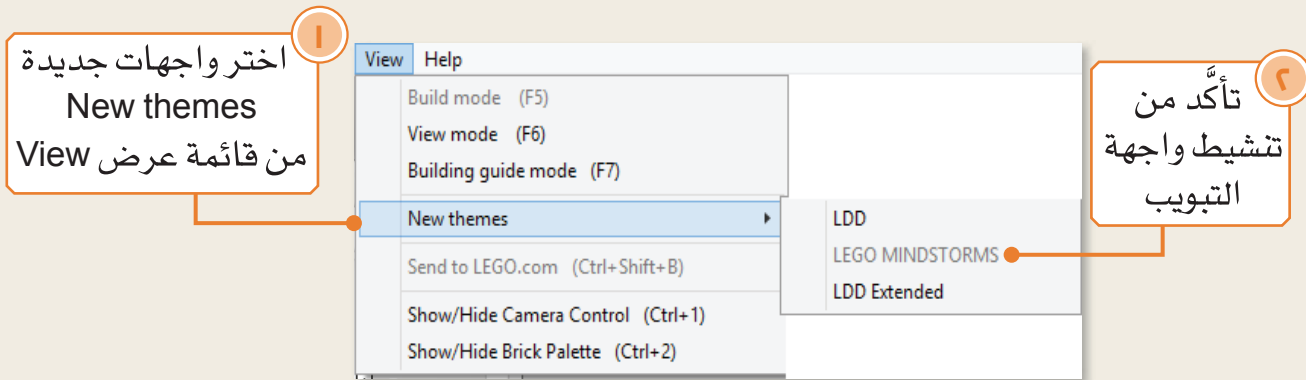 ١
اختر واجهات جديدة
New themes
من قائمة عرض View
View Help
Build mode (F5)
View mode (F6)
Building guide mode (F7)
New themes
Send to LEGO.com (Ctrl+Shift+B)
Show/Hide Camera Control (Ctrl+1)
Show/Hide Brick Palette (Ctrl+2)
LDD
LEGO MINDSTORMS
LDD Extended
٢
تأكَّد من
تنشيط واجهة
التبويب